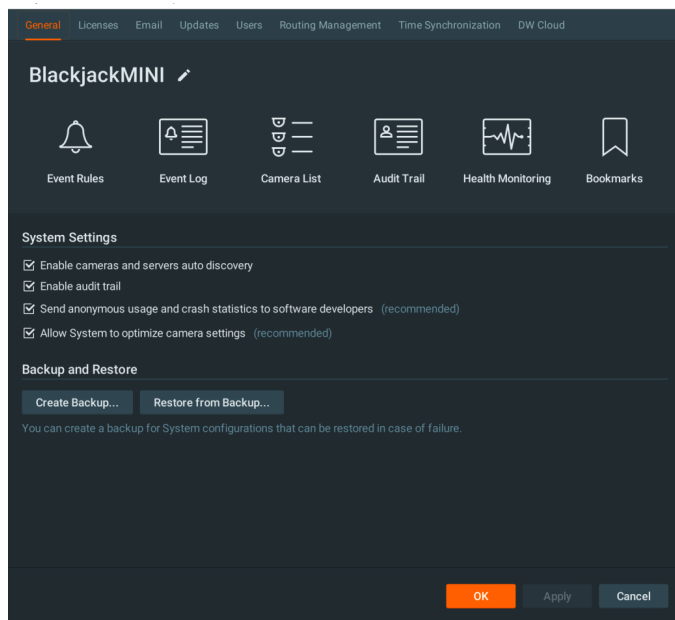 General Licenses Email Updates Users Routing Management Time Synchronization DW Cloud
BlackjackMINI
Event Rules Event Log Camera List Audit Trail Health Monitoring Bookmarks
System Settings
Enable cameras and servers auto discovery
Enable audit trail
Send anonymous usage and crash statistics to software developers (recommended)
Allow System to optimize camera settings (recommended)
Backup and Restore
Create Backup... Restore from Backup...
You can create a backup for System configurations that can be restored in case of failure.
OK Apply Cancel